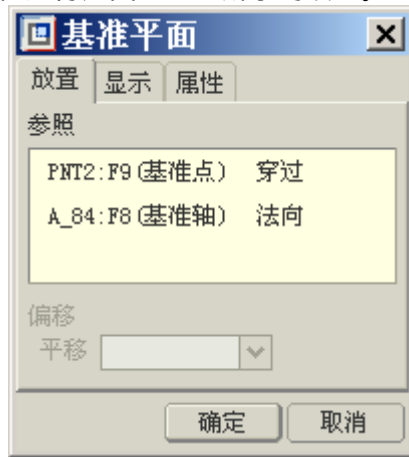 基准平面
放置 显示 属性
参照
PNT2:F9(基准点) 穿过
A_84:F8(基准轴) 法向
偏移
平移
确定 取消